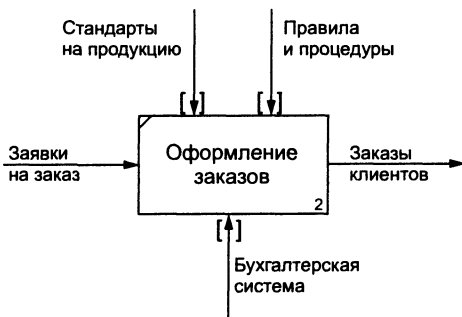 Стандарты
на продукцию
Правила
и процедуры
[ ]
[ ]
Заявки
на заказ
Оформление
заказов
2
Заказы
клиентов
[ ]
Бухгалтерская
система